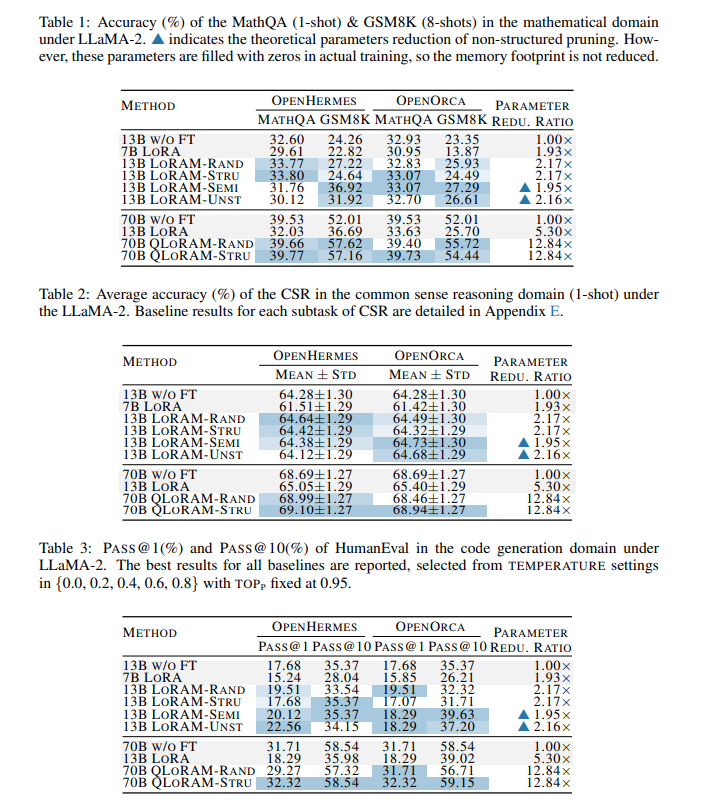 Table 1: Accuracy (%) of the MathQA (1-shot) & GSM8K (8-shots) in the mathematical domain
under LLaMA-2. ▲ indicates the theoretical parameters reduction of non-structured pruning. How-
ever, these parameters are filled with zeros in actual training, so the memory footprint is not reduced.
METHOD OPENHERMES OPENORCA PARAMETER
MATHQA GSM8K MATHQA GSM8K REDU. RATIO
13B W/O FT 32.60 24.26 32.93 23.35 1.00×
7B LORA 29.61 22.82 30.95 13.87 1.93×
13B LORAM-RAND 33.77 27.22 32.83 25.93 2.17×
13B LORAM-STRU 33.80 24.64 33.07 24.49 2.17×
13B LORAM-SEMI 31.76 36.92 33.07 27.29 ▲ 1.95×
13B LORAM-UNST 30.12 31.92 32.70 26.61 ▲ 2.16×
70B W/O FT 39.53 52.01 39.53 52.01 1.00×
13B LORA 32.03 36.69 33.63 25.70 5.30×
70B QLORAM-RAND 39.66 57.62 39.40 55.72 12.84×
70B QLORAM-STRU 39.77 57.16 39.73 54.44 12.84×
Table 2: Average accuracy (%) of the CSR in the common sense reasoning domain (1-shot) under
the LLaMA-2. Baseline results for each subtask of CSR are detailed in Appendix E.
METHOD OPENHERMES OPENORCA PARAMETER
MEAN ± STD MEAN ± STD REDU. RATIO
13B W/O FT 64.28±1.30 64.28±1.30 1.00×
7B LORA 61.51±1.29 61.42±1.30 1.93×
13B LORAM-RAND 64.64±1.29 64.49±1.30 2.17×
13B LORAM-STRU 64.42±1.29 64.32±1.29 2.17×
13B LORAM-SEMI 64.38±1.29 64.73±1.30 ▲ 1.95×
13B LORAM-UNST 64.12±1.29 64.68±1.29 ▲ 2.16×
70B W/O FT 68.69±1.27 68.69±1.27 1.00×
13B LORA 65.05±1.29 65.40±1.29 5.30×
70B QLORAM-RAND 68.99±1.27 68.46±1.27 12.84×
70B QLORAM-STRU 69.10±1.27 68.94±1.27 12.84×
Table 3: PASS@1(%) and PASS@10(%) of HumanEval in the code generation domain under
LLaMA-2. The best results for all baselines are reported, selected from TEMPERATURE settings
in {0.0, 0.2, 0.4, 0.6, 0.8} with TOPP fixed at 0.95.
METHOD OPENHERMES OPENORCA PARAMETER
PASS@1 PASS@10 PASS@1 PASS@10 REDU. RATIO
13B W/O FT 17.68 35.37 17.68 35.37 1.00×
7B LORA 15.24 28.04 15.85 26.21 1.93×
13B LORAM-RAND 19.51 33.54 19.51 32.32 2.17×
13B LORAM-STRU 17.68 35.37 17.07 31.71 2.17×
13B LORAM-SEMI 20.12 35.37 18.29 39.63 ▲ 1.95×
13B LORAM-UNST 22.56 34.15 18.29 37.20 ▲ 2.16×
70B W/O FT 31.71 58.54 31.71 58.54 1.00×
13B LORA 18.29 35.98 18.29 39.02 5.30×
70B QLORAM-RAND 29.27 57.32 31.71 56.71 12.84×
70B QLORAM-STRU 32.32 58.54 32.32 59.15 12.84×